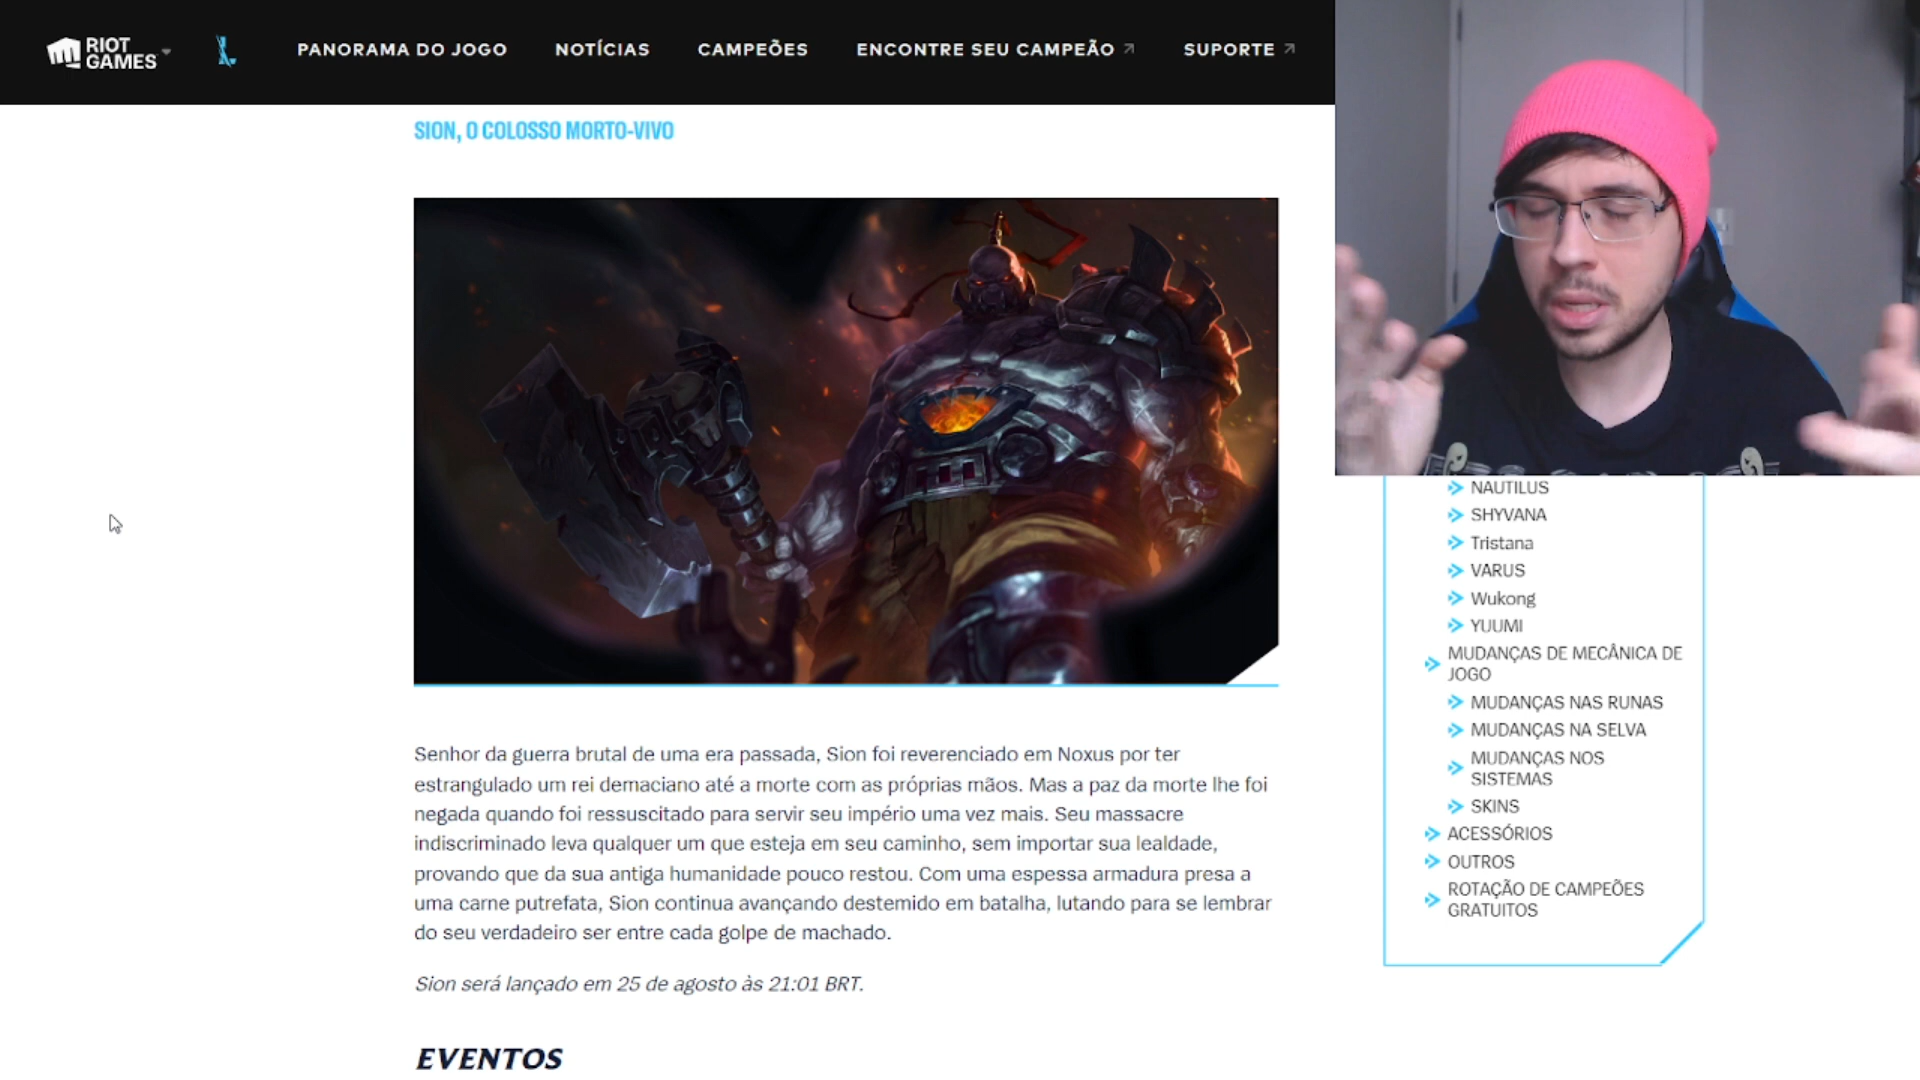 RIOT
GAMES
PANORAMA DO JOGO
NOTÍCIAS
CAMPEÕES
ENCONTRE SEU CAMPEÃO
SUPORTE
SION, O COLOSSO MORTO-VIVO
Senhor da guerra brutal de uma era passada, Sion foi reverenciado em Noxus por ter
estrangulado um rei demaciano até a morte com as próprias mãos. Mas a paz da morte lhe foi
negada quando foi ressuscitado para servir seu império uma vez mais. Seu massacre
indiscriminado leva qualquer um que esteja em seu caminho, sem importar sua lealdade,
provando que da sua antiga humanidade pouco restou. Com uma espessa armadura presa a
uma carne putrefata, Sion continua avançando destemido em batalha, lutando para se lembrar
do seu verdadeiro ser entre cada golpe de machado.
Sion será lançado em 25 de agosto às 21:01 BRT.
EVENTOS
NAUTILUS
SHYVANA
Tristana
VARUS
Wukong
YUUMI
MUDANÇAS DE MECÂNICA DE
JOGO
MUDANÇAS NAS RUNAS
MUDANÇAS NA SELVA
MUDANÇAS NOS
SISTEMAS
SKINS
ACESSÓRIOS
OUTROS
ROTAÇÃO DE CAMPEÕES
GRATUITOS